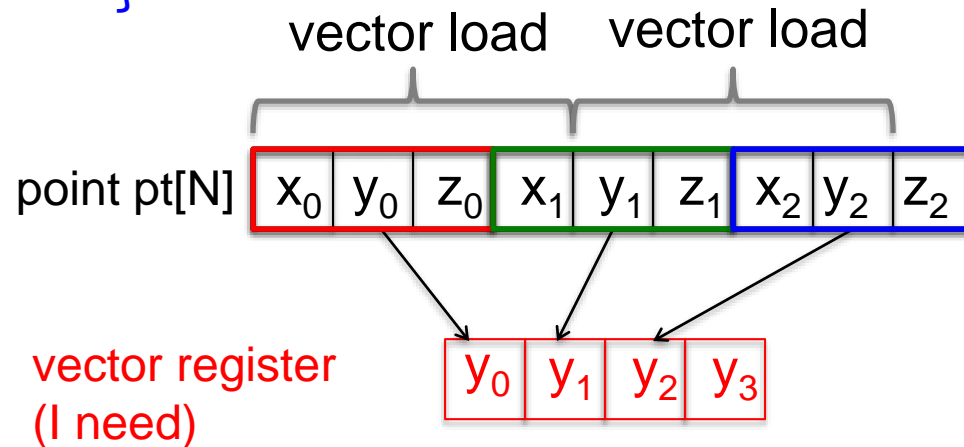 }
vector load vector load
point pt[N] x₀ y₀ z₀ x₁ y₁ z₁ x₂ y₂ z₂
vector register y₀ y₁ y₂ y₃
(I need)